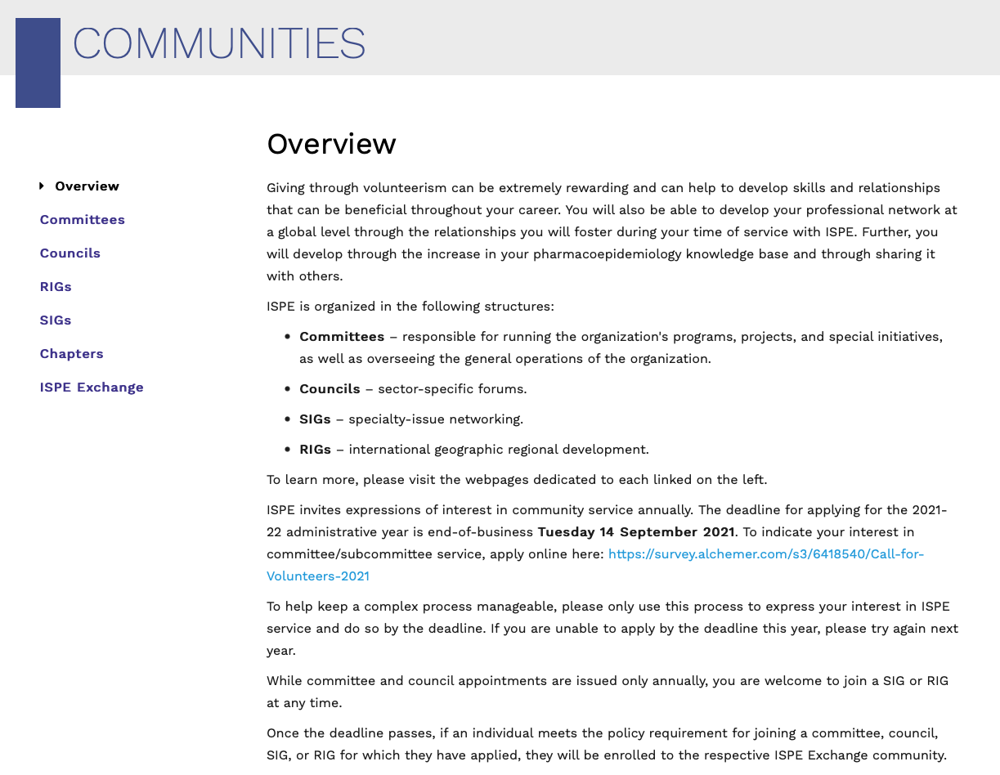 COMMUNITIES
Overview
Overview
Committees
Councils
RIGs
SIGs
Chapters
ISPE Exchange
Giving through volunteerism can be extremely rewarding and can help to develop skills and relationships
that can be beneficial throughout your career. You will also be able to develop your professional network at
a global level through the relationships you will foster during your time of service with ISPE. Further, you
will develop through the increase in your pharmacoepidemiology knowledge base and through sharing it
with others.
ISPE is organized in the following structures:
• Committees – responsible for running the organization's programs, projects, and special initiatives,
as well as overseeing the general operations of the organization.
• Councils – sector-specific forums.
• SIGs – specialty-issue networking.
• RIGs – international geographic regional development.
To learn more, please visit the webpages dedicated to each linked on the left.
ISPE invites expressions of interest in community service annually. The deadline for applying for the 2021-
22 administrative year is end-of-business Tuesday 14 September 2021. To indicate your interest in
committee/subcommittee service, apply online here: https://survey.alchemer.com/s3/6418540/Call-for-
Volunteers-2021
To help keep a complex process manageable, please only use this process to express your interest in ISPE
service and do so by the deadline. If you are unable to apply by the deadline this year, please try again next
year.
While committee and council appointments are issued only annually, you are welcome to join a SIG or RIG
at any time.
Once the deadline passes, if an individual meets the policy requirement for joining a committee, council,
SIG, or RIG for which they have applied, they will be enrolled to the respective ISPE Exchange community.